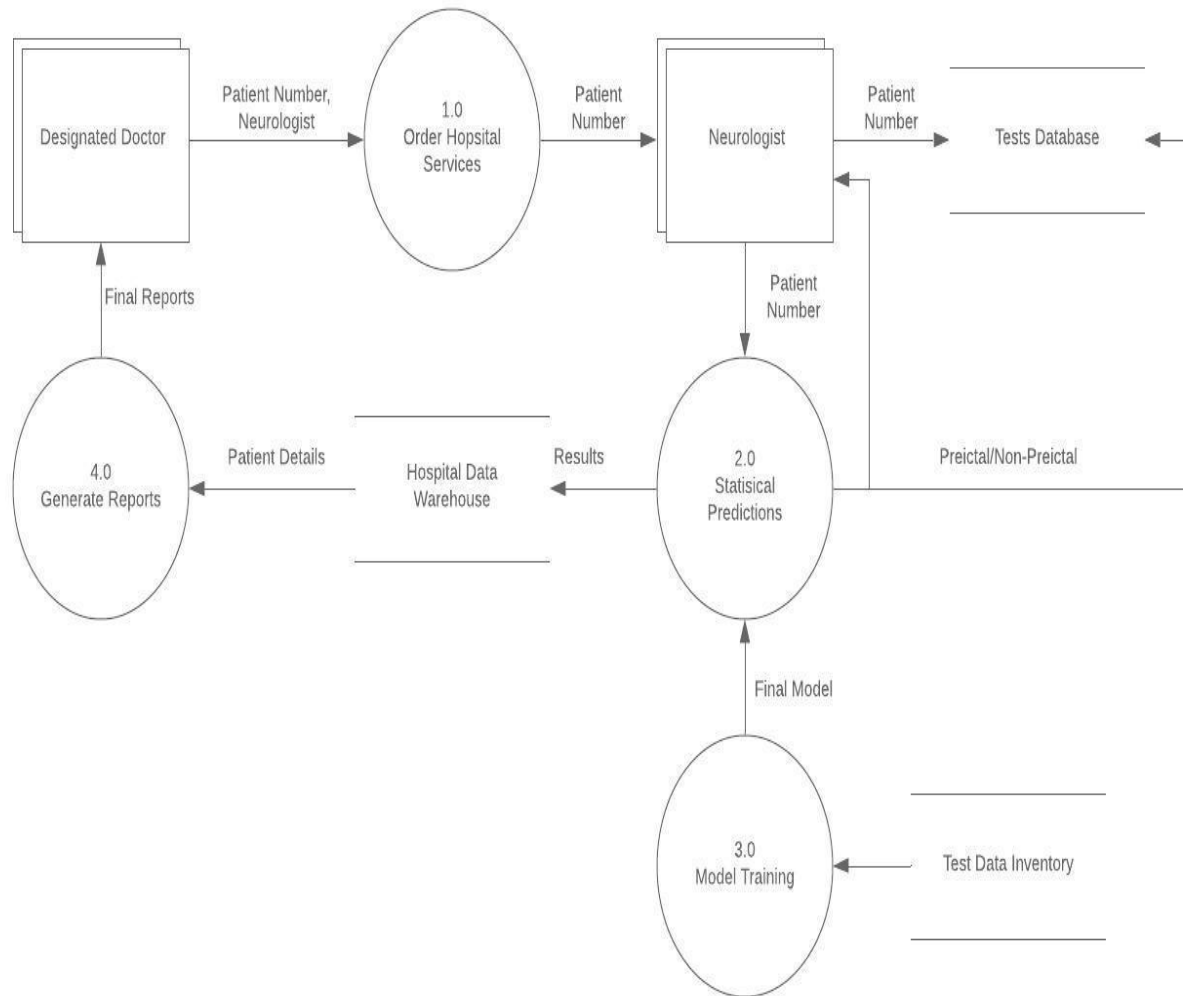 Patient Number,
Neurologist
Designated Doctor
1.0
Order Hopsital
Services
Patient
Number
Neurologist
Patient
Number
Tests Database
Final Reports
Patient
Number
4.0
Generate Reports
Patient Details
Hospital Data
Warehouse
Results
2.0
Statisical
Predictions
Preictal/Non-Preictal
Final Model
3.0
Model Training
Test Data Inventory